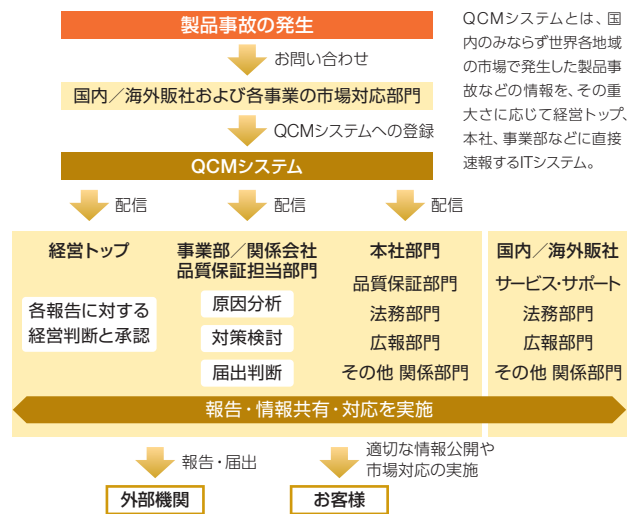 製品事故の発生
お問い合わせ
国内／海外販社および各事業の市場対応部門
QCMシステムへの登録
QCMシステム
QCMシステムとは、国
内のみならず世界各地域
の市場で発生した製品事
故などの情報を、その重
大さに応じて経営トップ、
本社、事業部などに直接
速報するITシステム。
配信
配信
配信
経営トップ
各報告に対する
経営判断と承認
事業部／関係会社
品質保証担当部門
原因分析
対策検討
届出判断
本社部門
品質保証部門
法務部門
広報部門
その他 関係部門
国内／海外販社
サービス・サポート
法務部門
広報部門
その他 関係部門
報告・情報共有・対応を実施
報告・届出
外部機関
適切な情報公開や
市場対応の実施
お客様